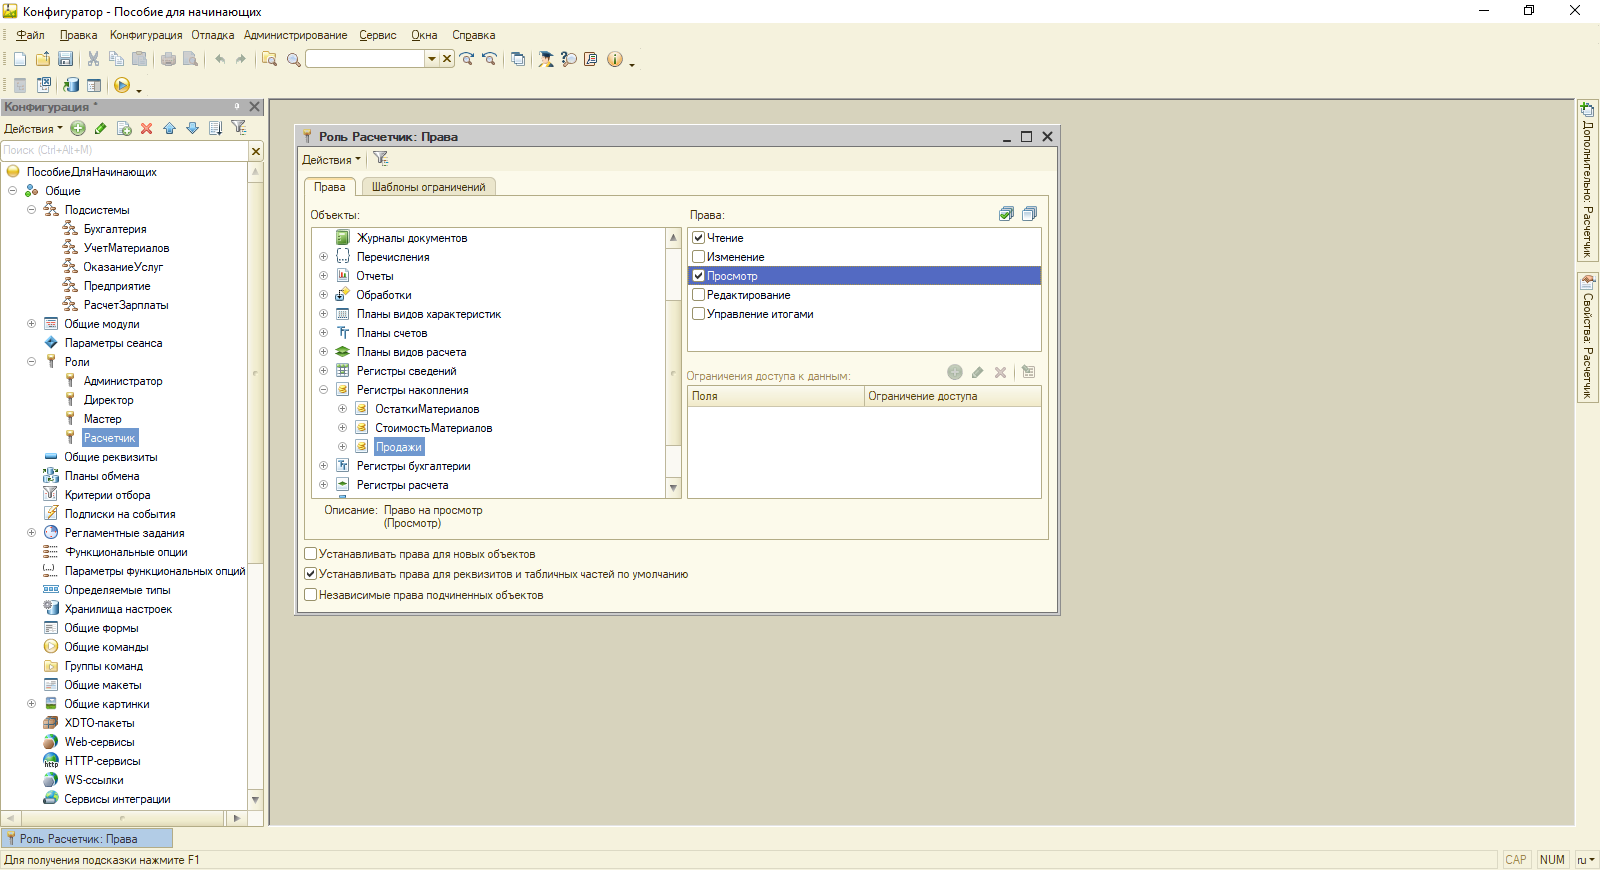 Конфигуратор - Пособие для начинающих
Файл Правка Конфигурация Отладка Администрирование Сервис Окна Справка
Конфигурация *
Действия
Поиск (Ctrl+Alt+M)
ПособиеДляНачинающих
Общие
Подсистемы
Бухгалтерия
УчетМатериалов
ОказаниеУслуг
Предприятие
РасчетЗарплаты
Общие модули
Параметры сеанса
Роли
Администратор
Директор
Мастер
Расчетчик
Общие реквизиты
Планы обмена
Критерии отбора
Подписки на события
Регламентные задания
Функциональные опции
Параметры функциональных опций
Определяемые типы
Хранилища настроек
Общие формы
Общие команды
Группы команд
Общие макеты
Общие картинки
XDTO-пакеты
Web-сервисы
HTTP-сервисы
WS-ссылки
Сервисы интеграции
Роль Расчетчик: Права
Действия
Права Шаблоны ограничений
Объекты:
Журналы документов
Перечисления
Отчеты
Обработки
Планы видов характеристик
Планы счетов
Планы видов расчета
Регистры сведений
Регистры накопления
ОстаткиМатериалов
СтоимостьМатериалов
Продажи
Регистры бухгалтерии
Регистры расчета
Права:
Чтение
Изменение
Просмотр
Редактирование
Управление итогами
Ограничения доступа к данным:
Поля Ограничение доступа
Описание: Право на просмотр
(Просмотр)
Устанавливать права для новых объектов
Устанавливать права для реквизитов и табличных частей по умолчанию
Независимые права подчиненных объектов
Дополнительно: Расчетчик
Свойства: Расчетчик
Роль Расчетчик: Права
Для получения подсказки нажмите F1
CAP NUM ru